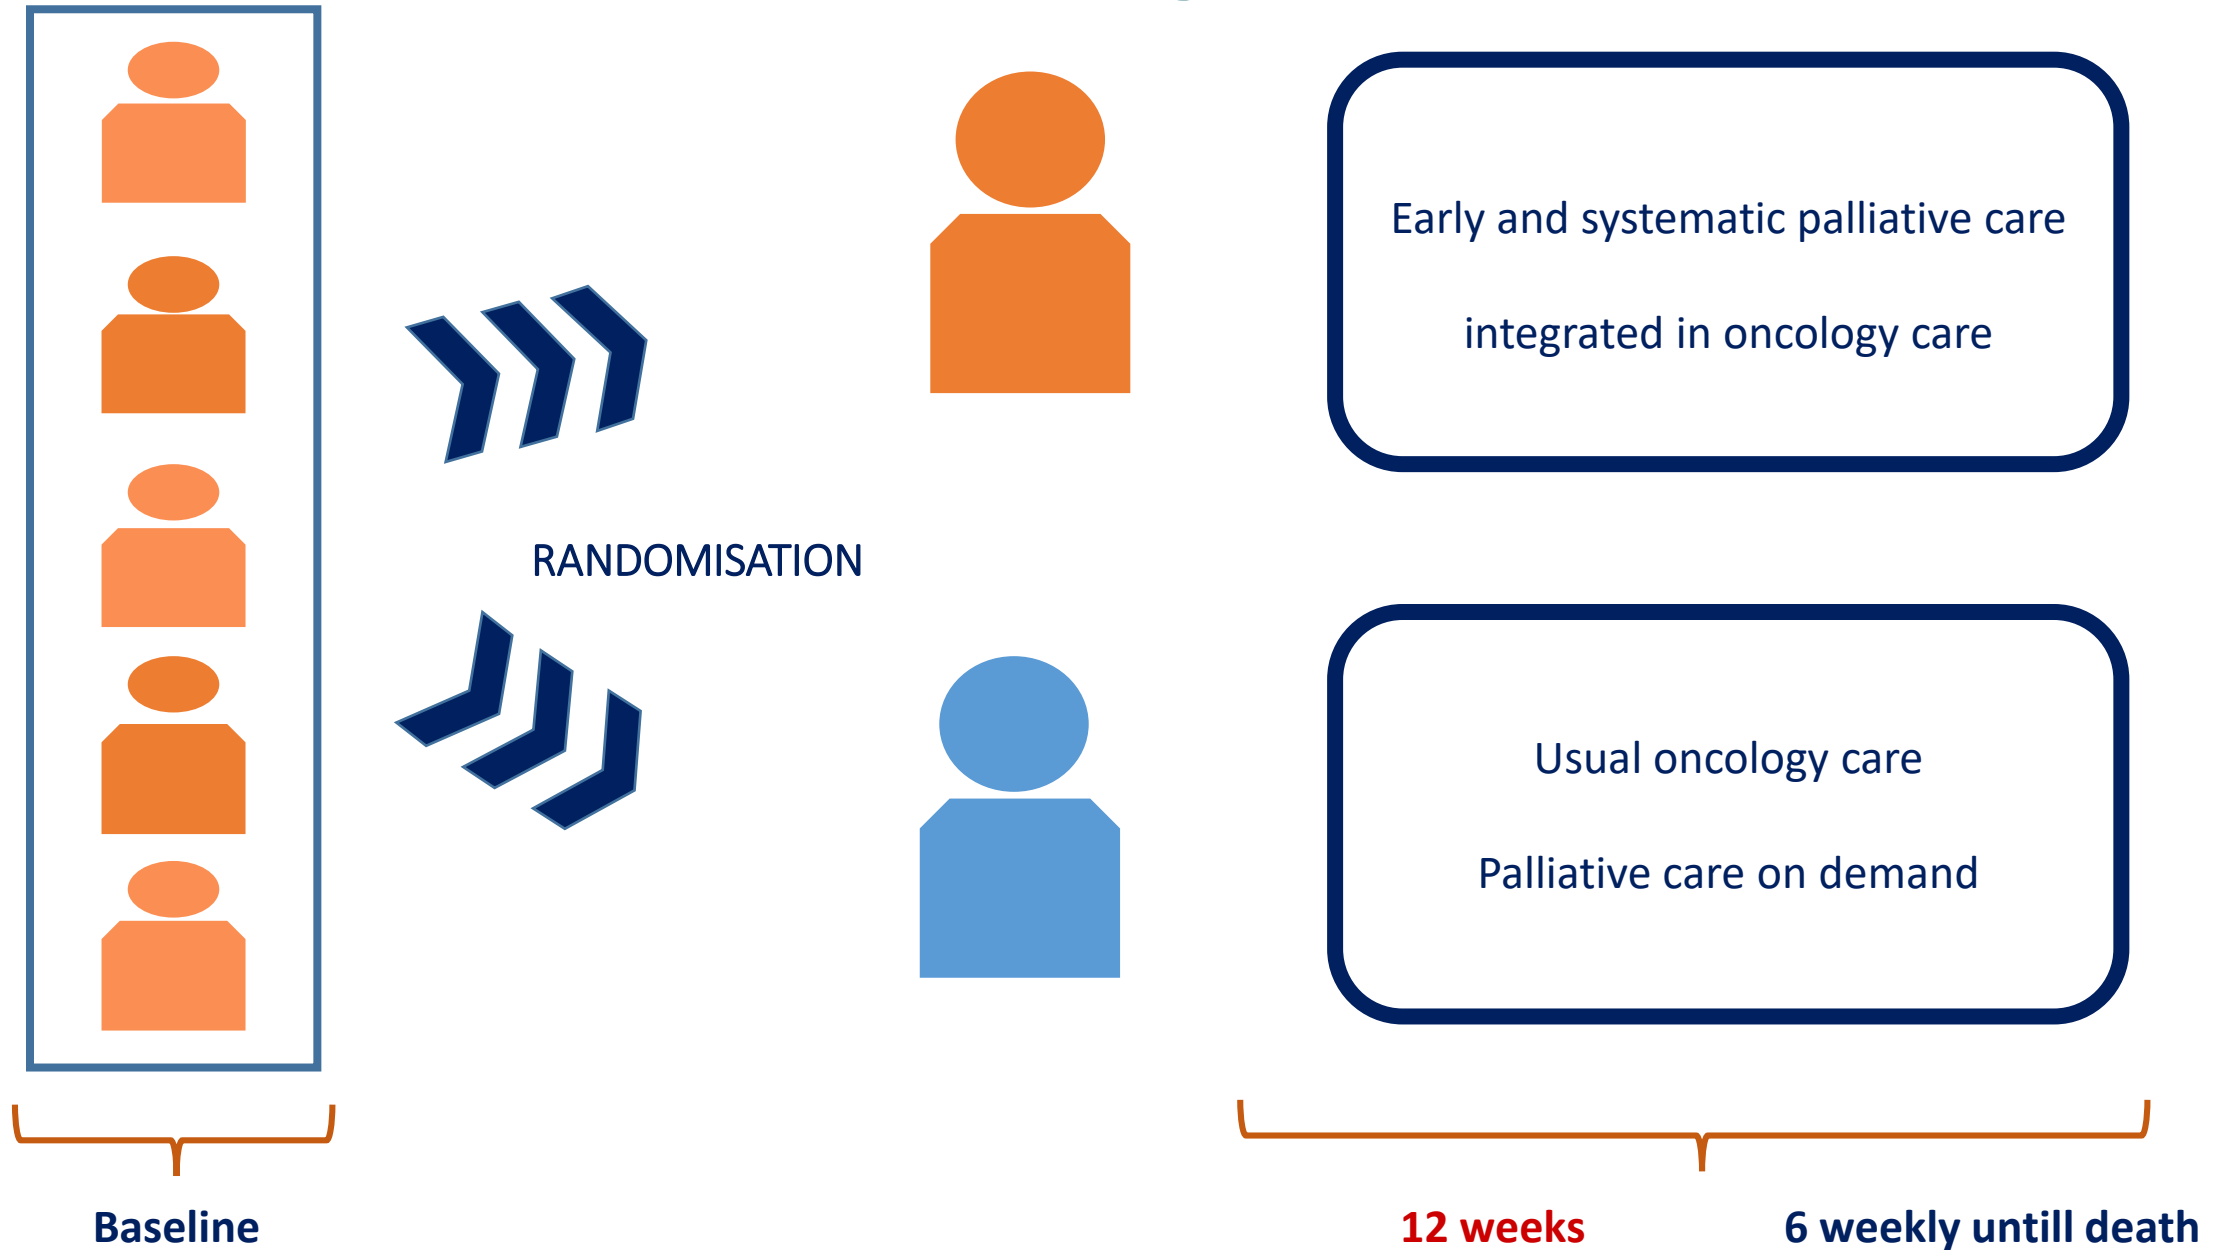 Early and systematic palliative care
integrated in oncology care
RANDOMISATION
Usual oncology care
Palliative care on demand
Baseline
12 weeks
6 weekly untill death